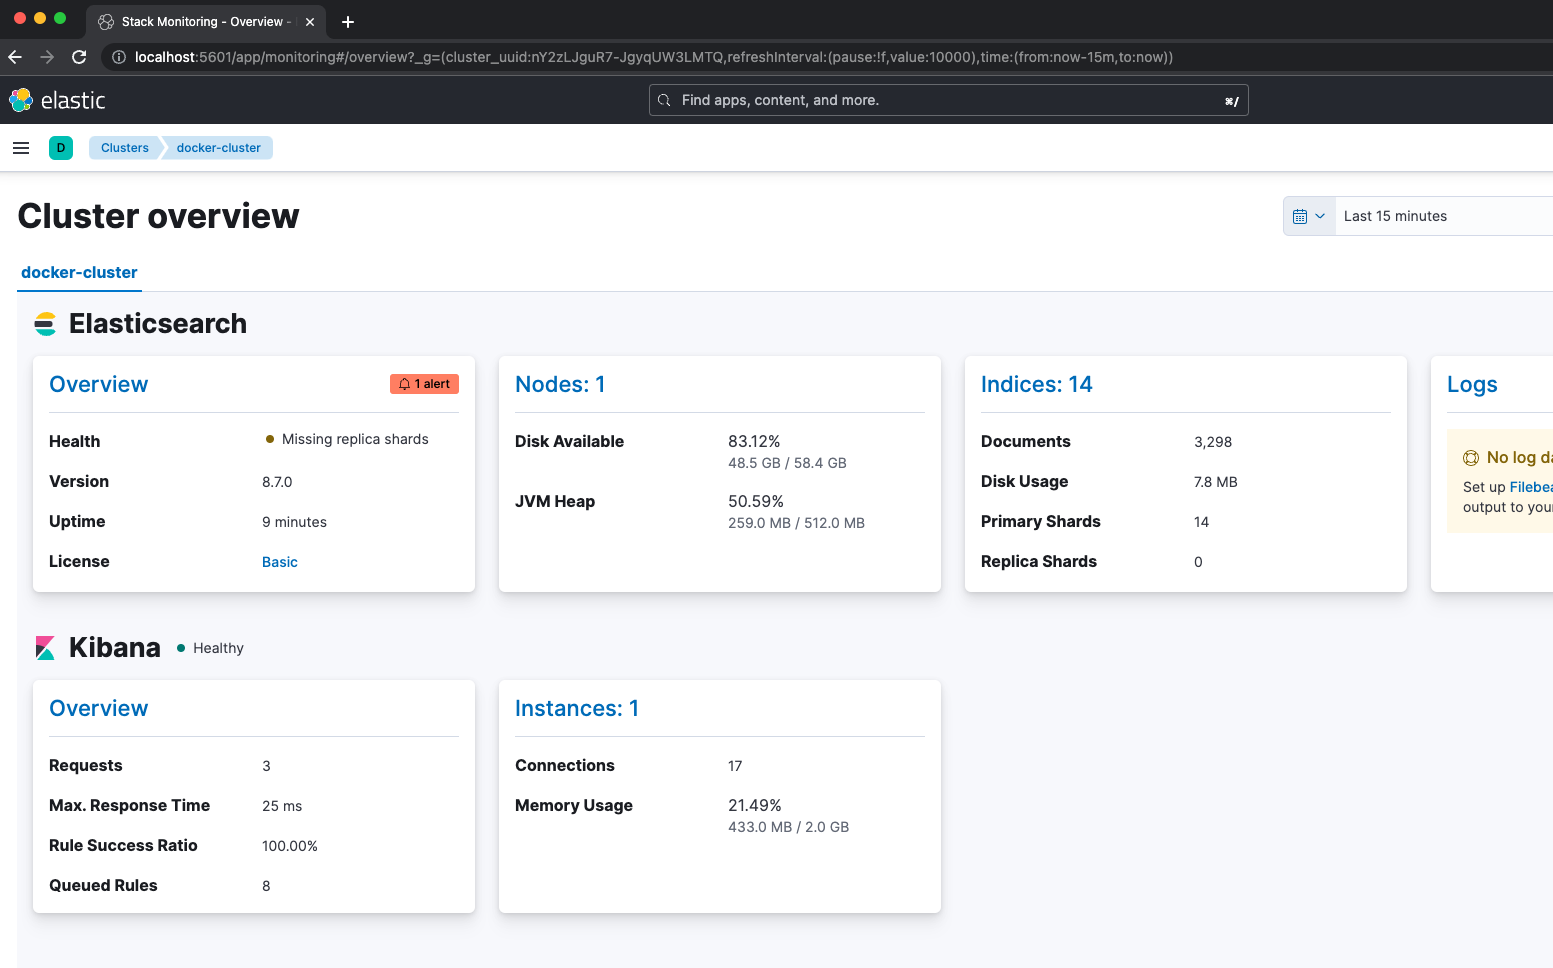 Stack Monitoring - Overview -
localhost:5601/app/monitoring#/overview?_g=(cluster_uuid:nY2zLJguR7-JgyqUW3LMTQ,refreshInterval:(pause:!f,value:10000),time:(from:now-15m,to:now))
elastic
Find apps, content, and more.
⌘/
D
Clusters
docker-cluster
Cluster overview
Last 15 minutes
docker-cluster
Elasticsearch
Overview
1 alert
Health
Missing replica shards
Version
8.7.0
Uptime
9 minutes
License
Basic
Nodes: 1
Disk Available
83.12%
48.5 GB / 58.4 GB
JVM Heap
50.59%
259.0 MB / 512.0 MB
Indices: 14
Documents
3,298
Disk Usage
7.8 MB
Primary Shards
14
Replica Shards
0
Logs
No log
Set up
output to
Kibana
Healthy
Overview
Requests
3
Max. Response Time
25 ms
Rule Success Ratio
100.00%
Queued Rules
8
Instances: 1
Connections
17
Memory Usage
21.49%
433.0 MB / 2.0 GB